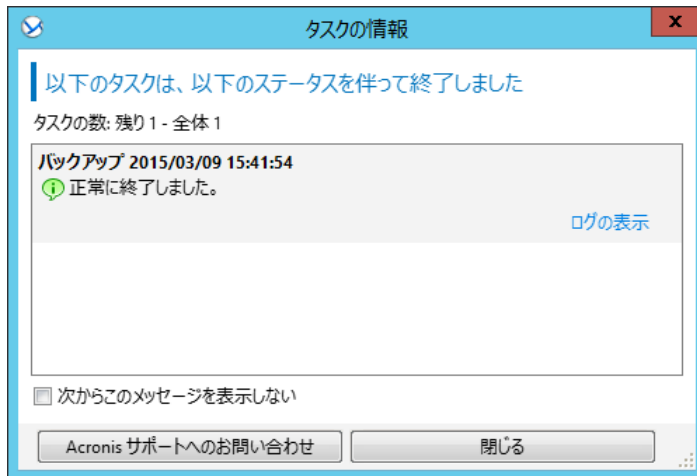 タスクの情報
x
以下のタスクは、以下のステータスを伴って終了しました
タスクの数: 残り 1 - 全体 1
バックアップ 2015/03/09 15:41:54
正常に終了しました。
ログの表示
次からこのメッセージを表示しない
Acronis サポートへのお問い合わせ
閉じる